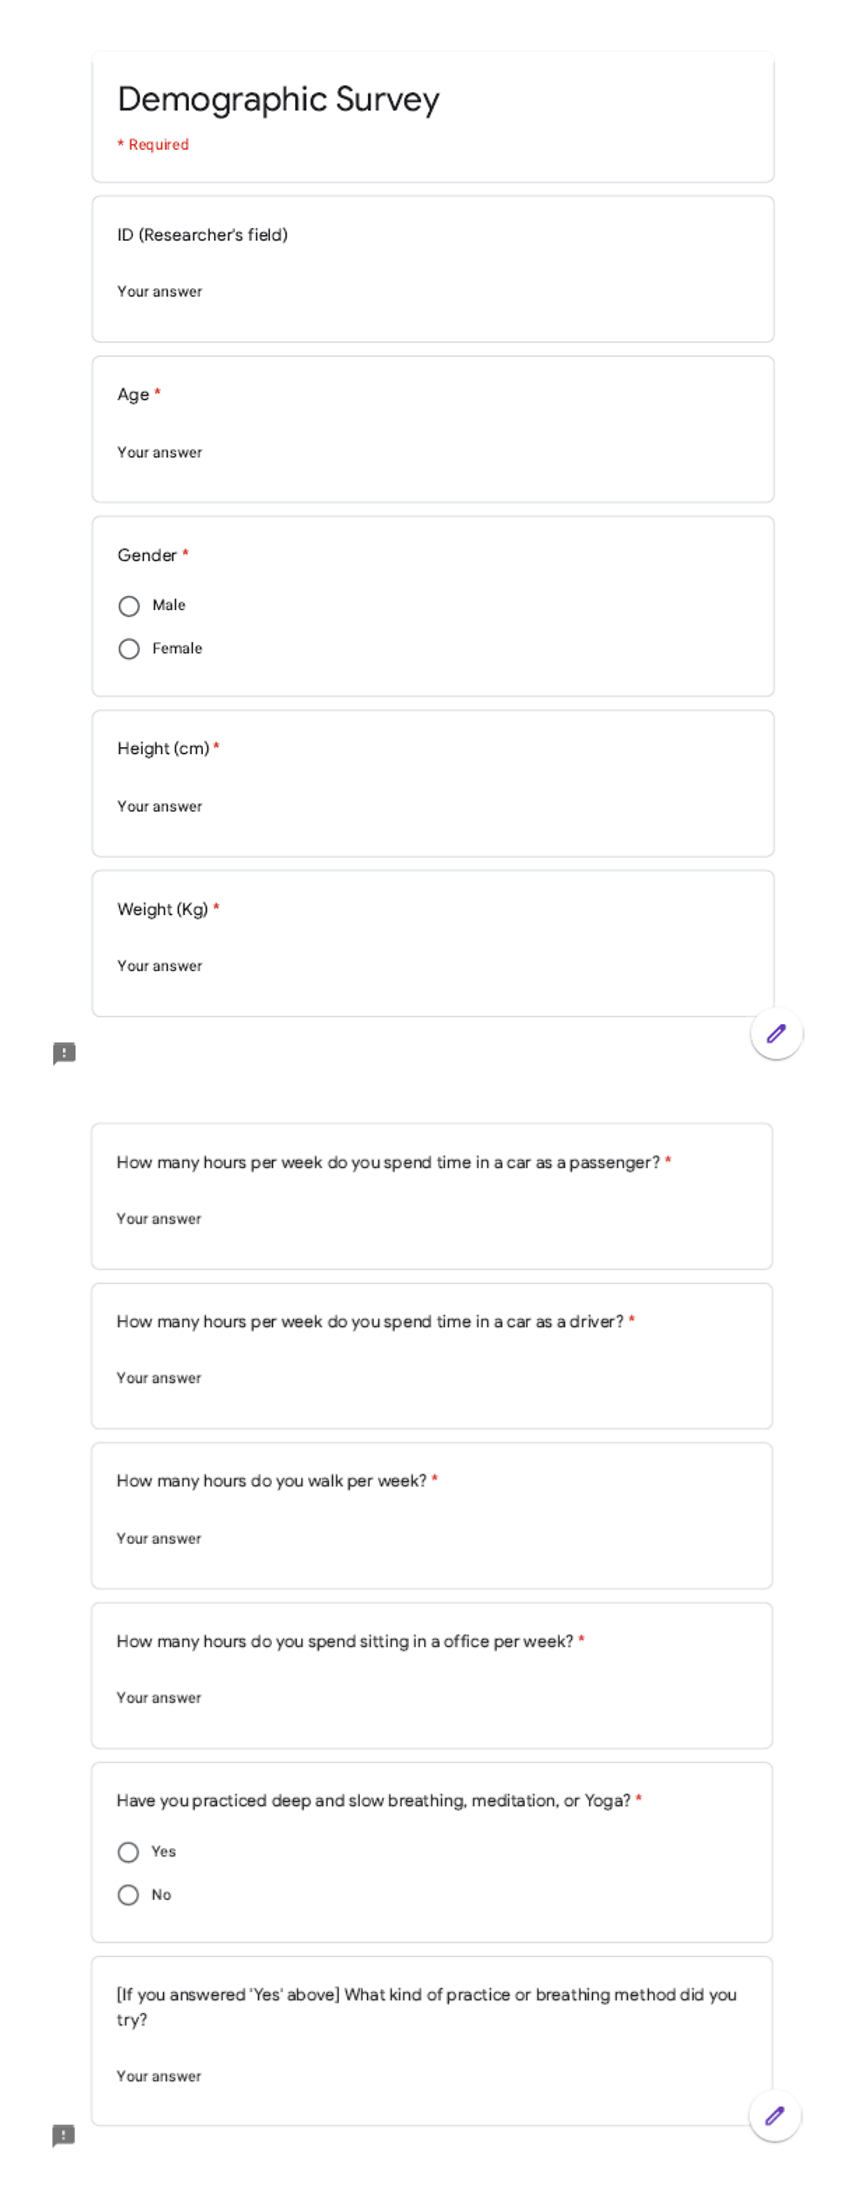 Demographic Survey
* Required
ID (Researcher's field)
Your answer
Age *
Your answer
Gender *
Male
Female
Height (cm) *
Your answer
Weight (Kg) *
Your answer
How many hours per week do you spend time in a car as a passenger? *
Your answer
How many hours per week do you spend time in a car as a driver? *
Your answer
How many hours do you walk per week? *
Your answer
How many hours do you spend sitting in a office per week? *
Your answer
Have you practiced deep and slow breathing, meditation, or Yoga? *
Yes
No
[If you answered 'Yes' above] What kind of practice or breathing method did you
try?
Your answer